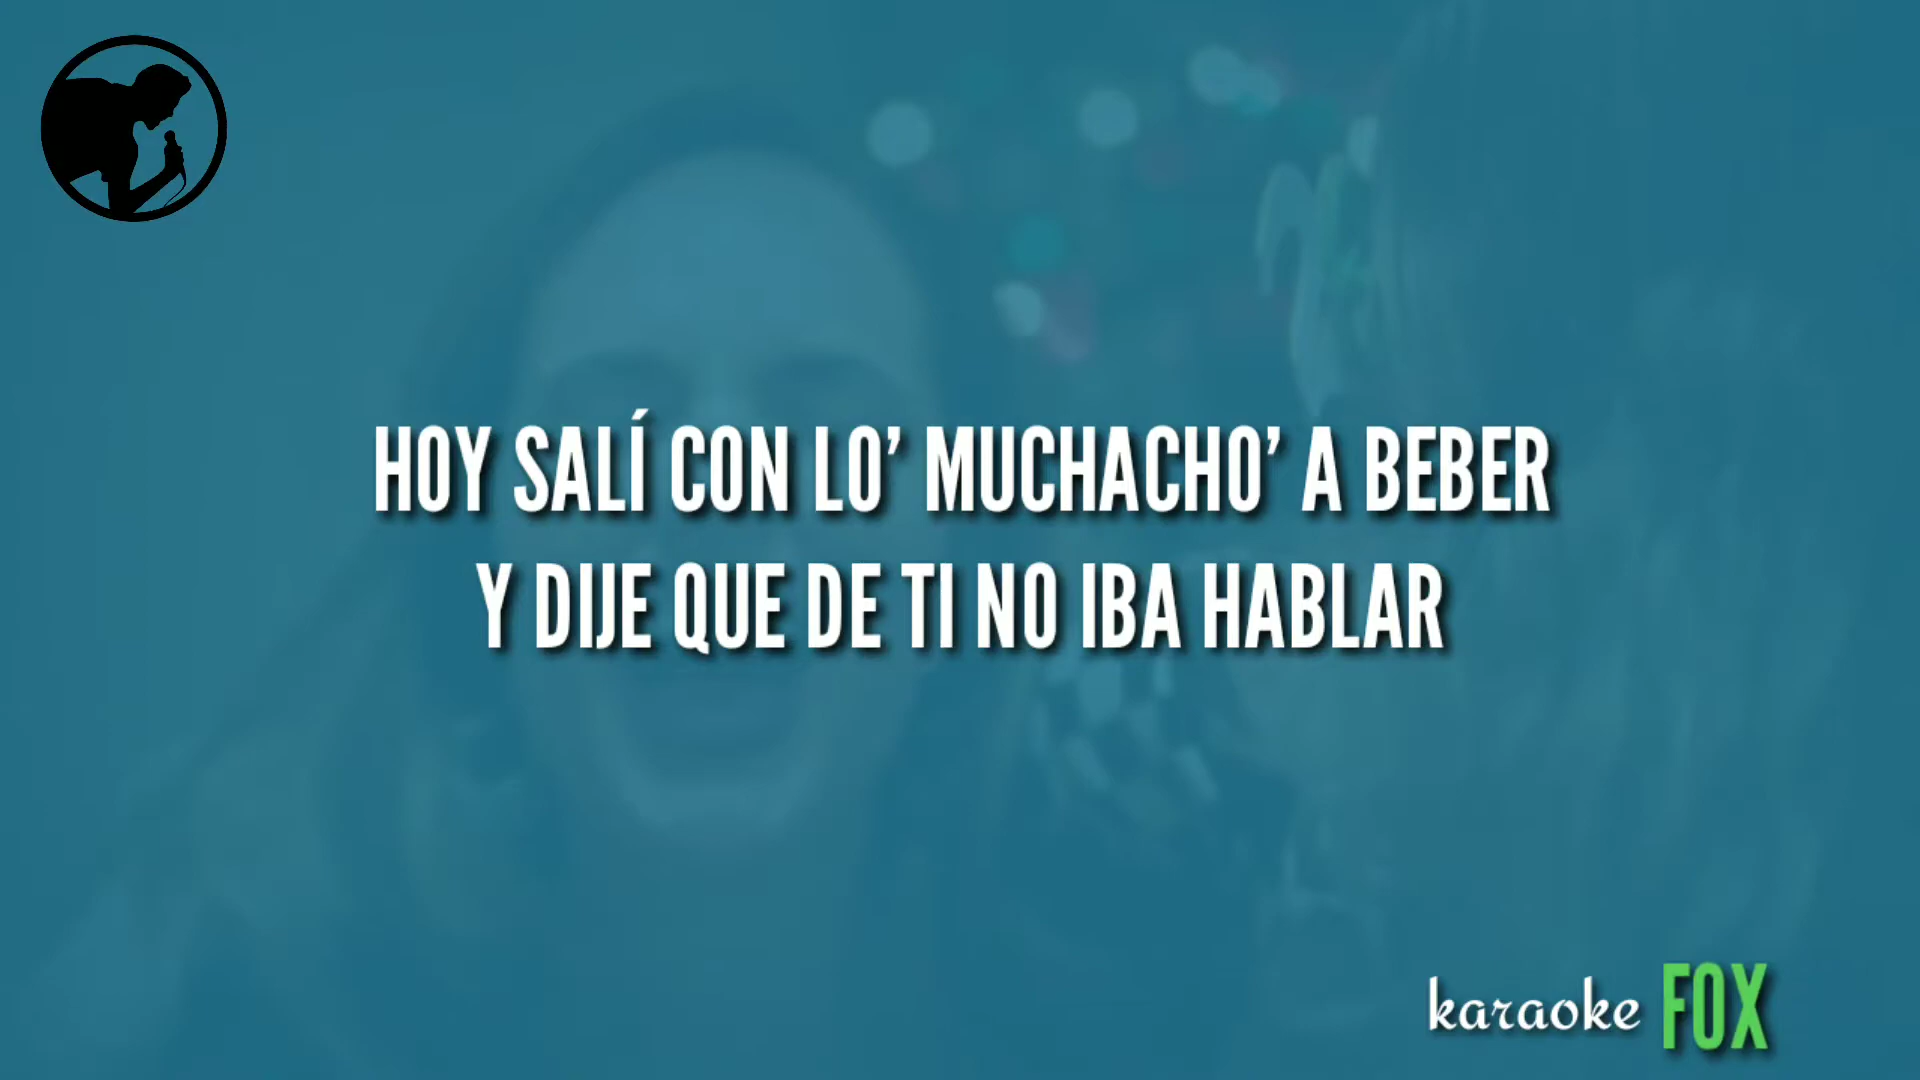 HOY SALÍ CON LO’ MUCHACHO’ A BEBER
Y DIJE QUE DE TI NO IBA HABLAR
karaoke FOX